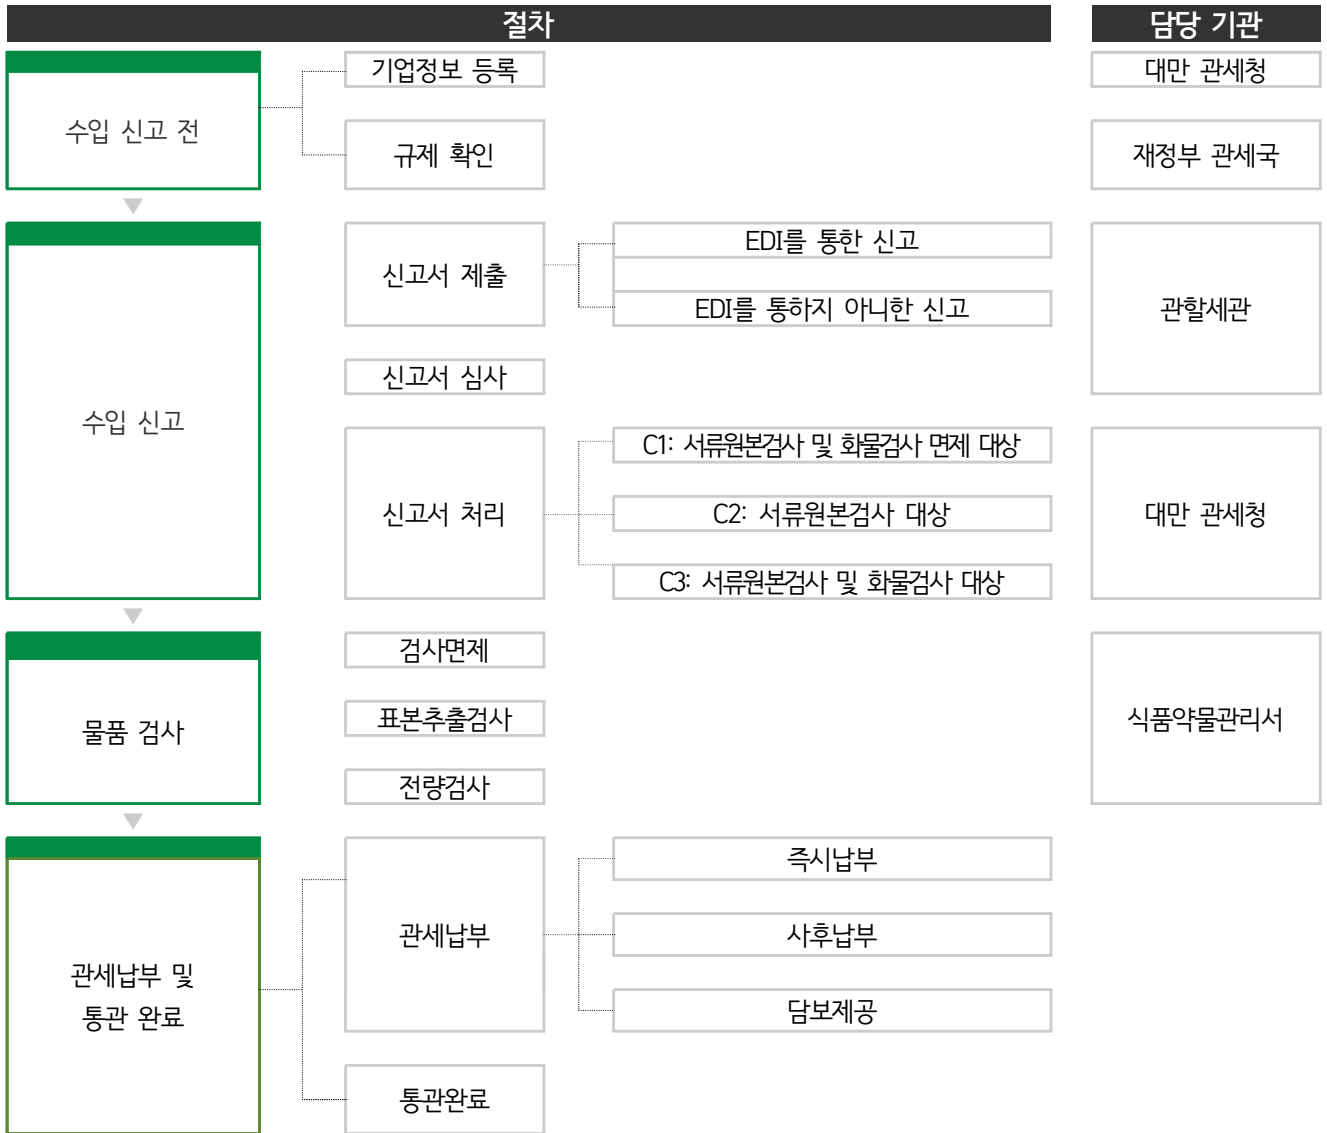 절차
담당 기관
수입 신고 전
기업정보 등록
대만 관세청
규제 확인
재정부 관세국
수입 신고
신고서 제출
EDI를 통한 신고
EDI를 통하지 아니한 신고
관할세관
신고서 심사
신고서 처리
C1: 서류원본검사 및 화물검사 면제 대상
C2: 서류원본검사 대상
C3: 서류원본검사 및 화물검사 대상
대만 관세청
물품 검사
검사면제
표본추출검사
전량검사
식품약물관리서
관세납부 및
통관 완료
관세납부
즉시납부
사후납부
담보제공
통관완료